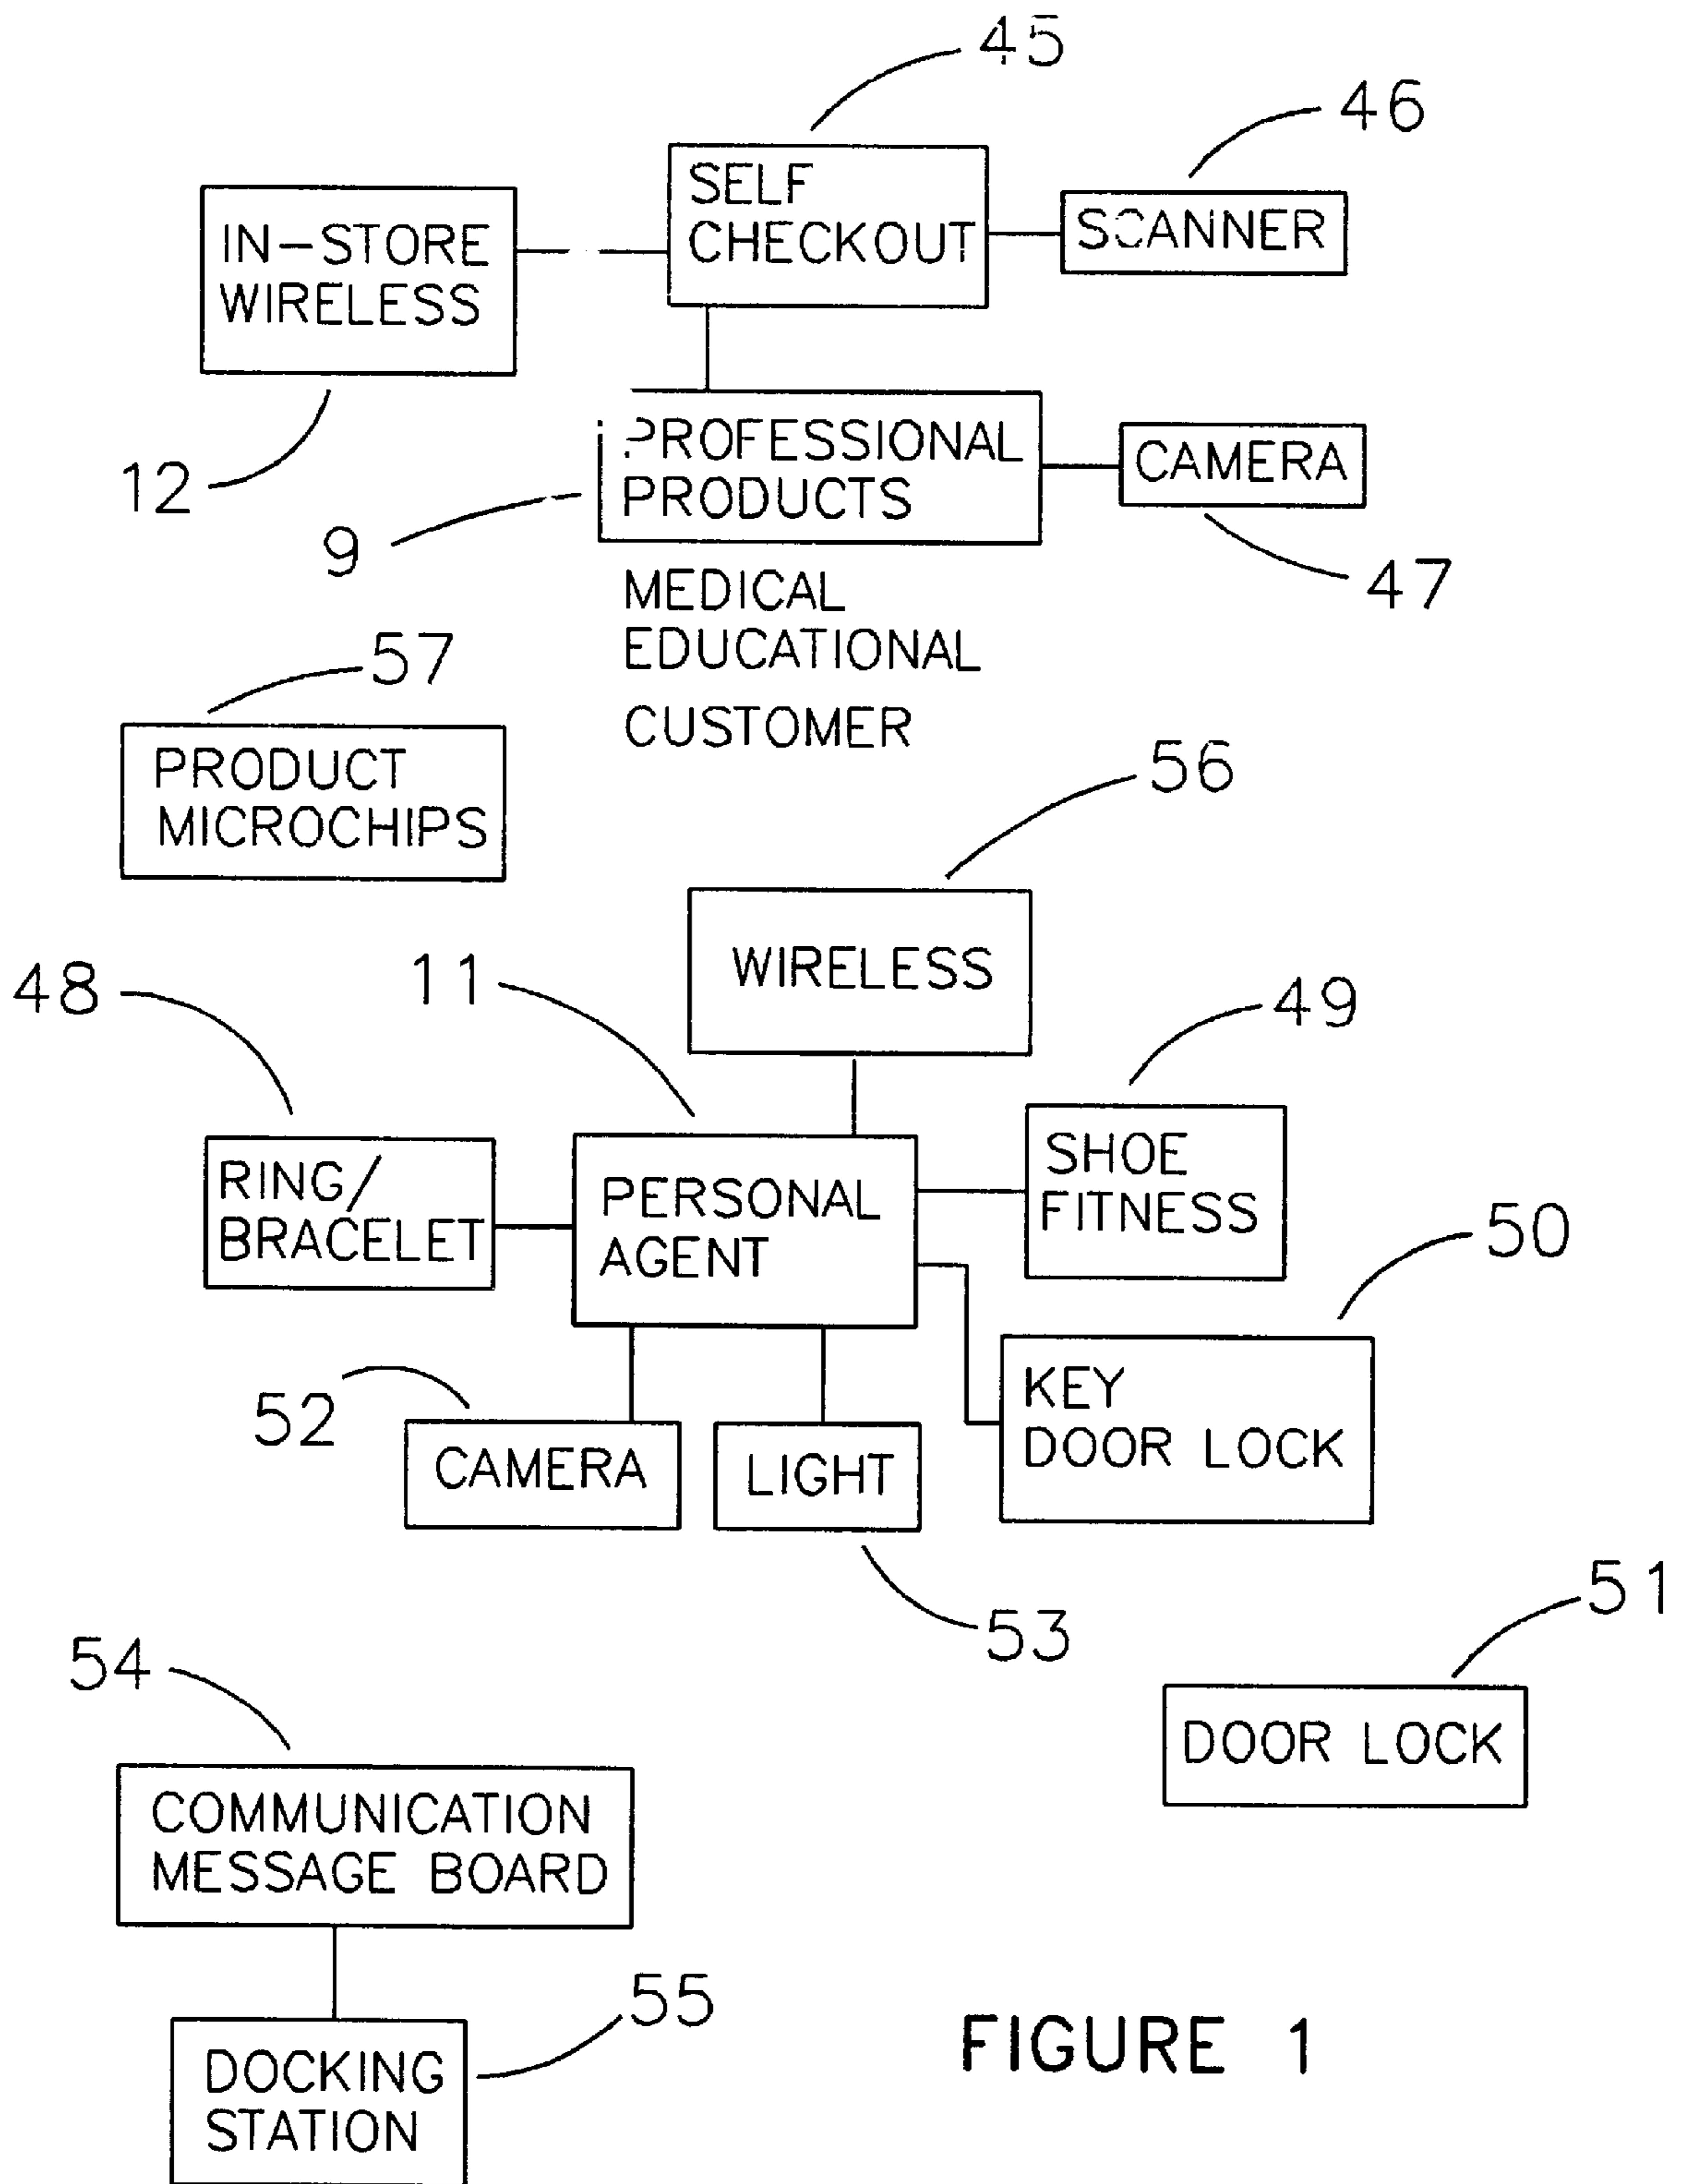 45
46
SELF
CHECKOUT
SCANNER
IN-STORE
WIRELESS
12
PROFESSIONAL
PRODUCTS
CAMERA
9
47
MEDICAL
EDUCATIONAL
CUSTOMER
57
PRODUCT
MICROCHIPS
56
WIRELESS
48
11
49
RING/
BRACELET
PERSONAL
AGENT
SHOE
FITNESS
50
52
CAMERA
LIGHT
KEY
DOOR LOCK
53
51
DOOR LOCK
54
COMMUNICATION
MESSAGE BOARD
55
DOCKING
STATION
FIGURE 1